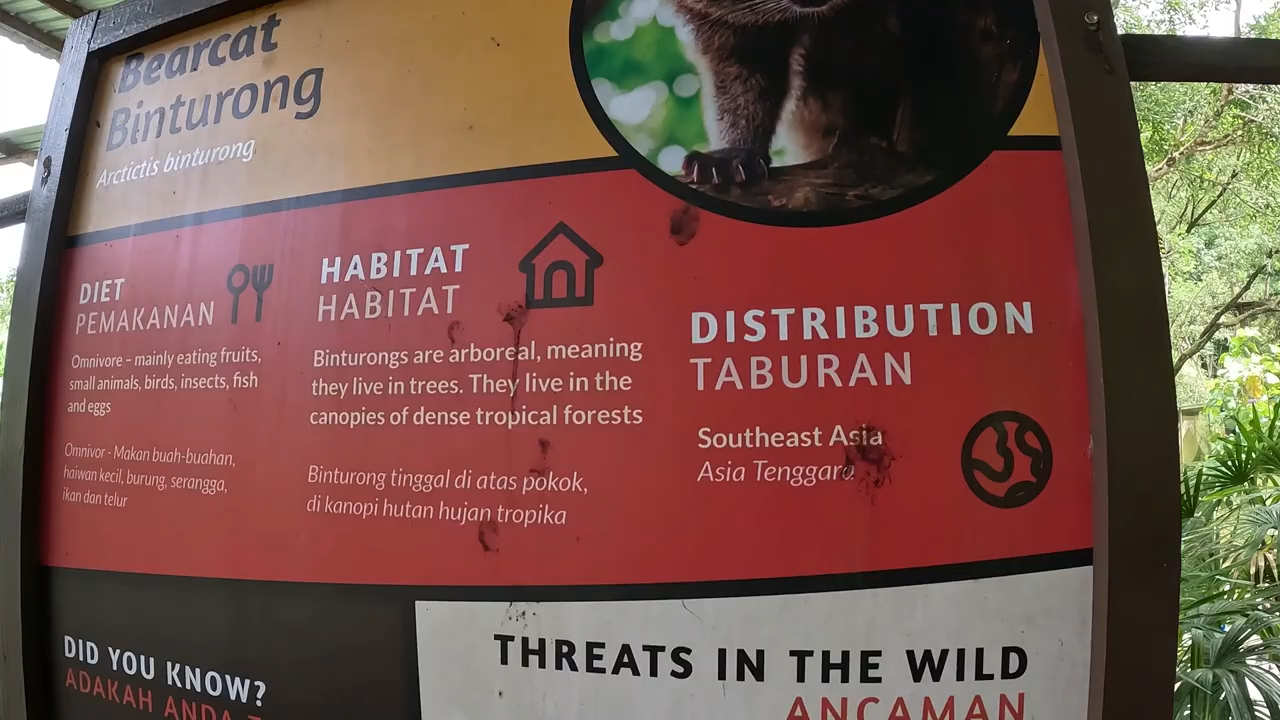 Bearcat
Binturong
Arctictis binturong
DIET
PEMAKANAN
Omnivore – mainly eating fruits,
small animals, birds, insects, fish
and eggs
Omnivor - Makan buah-buahan,
haiwan kecil, burung, serangga,
ikan dan telur
HABITAT
HABITAT
Binturongs are arboreal, meaning
they live in trees. They live in the
canopies of dense tropical forests
Binturong tinggal di atas pokok,
di kanopi hutan hujan tropika
DISTRIBUTION
TABURAN
Southeast Asia
Asia Tenggara
DID YOU KNOW?
ADAKAH ANDA
THREATS IN THE WILD
ANCAMAN